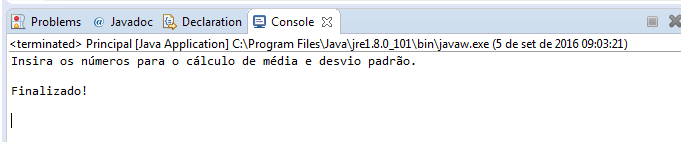 Problems @ Javadoc Declaration Console
<terminated> Principal [Java Application] C:\Program Files\Java\jre1.8.0_101\bin\javaw.exe (5 de set de 2016 09:03:21)
Insira os números para o cálculo de média e desvio padrão.
Finalizado!